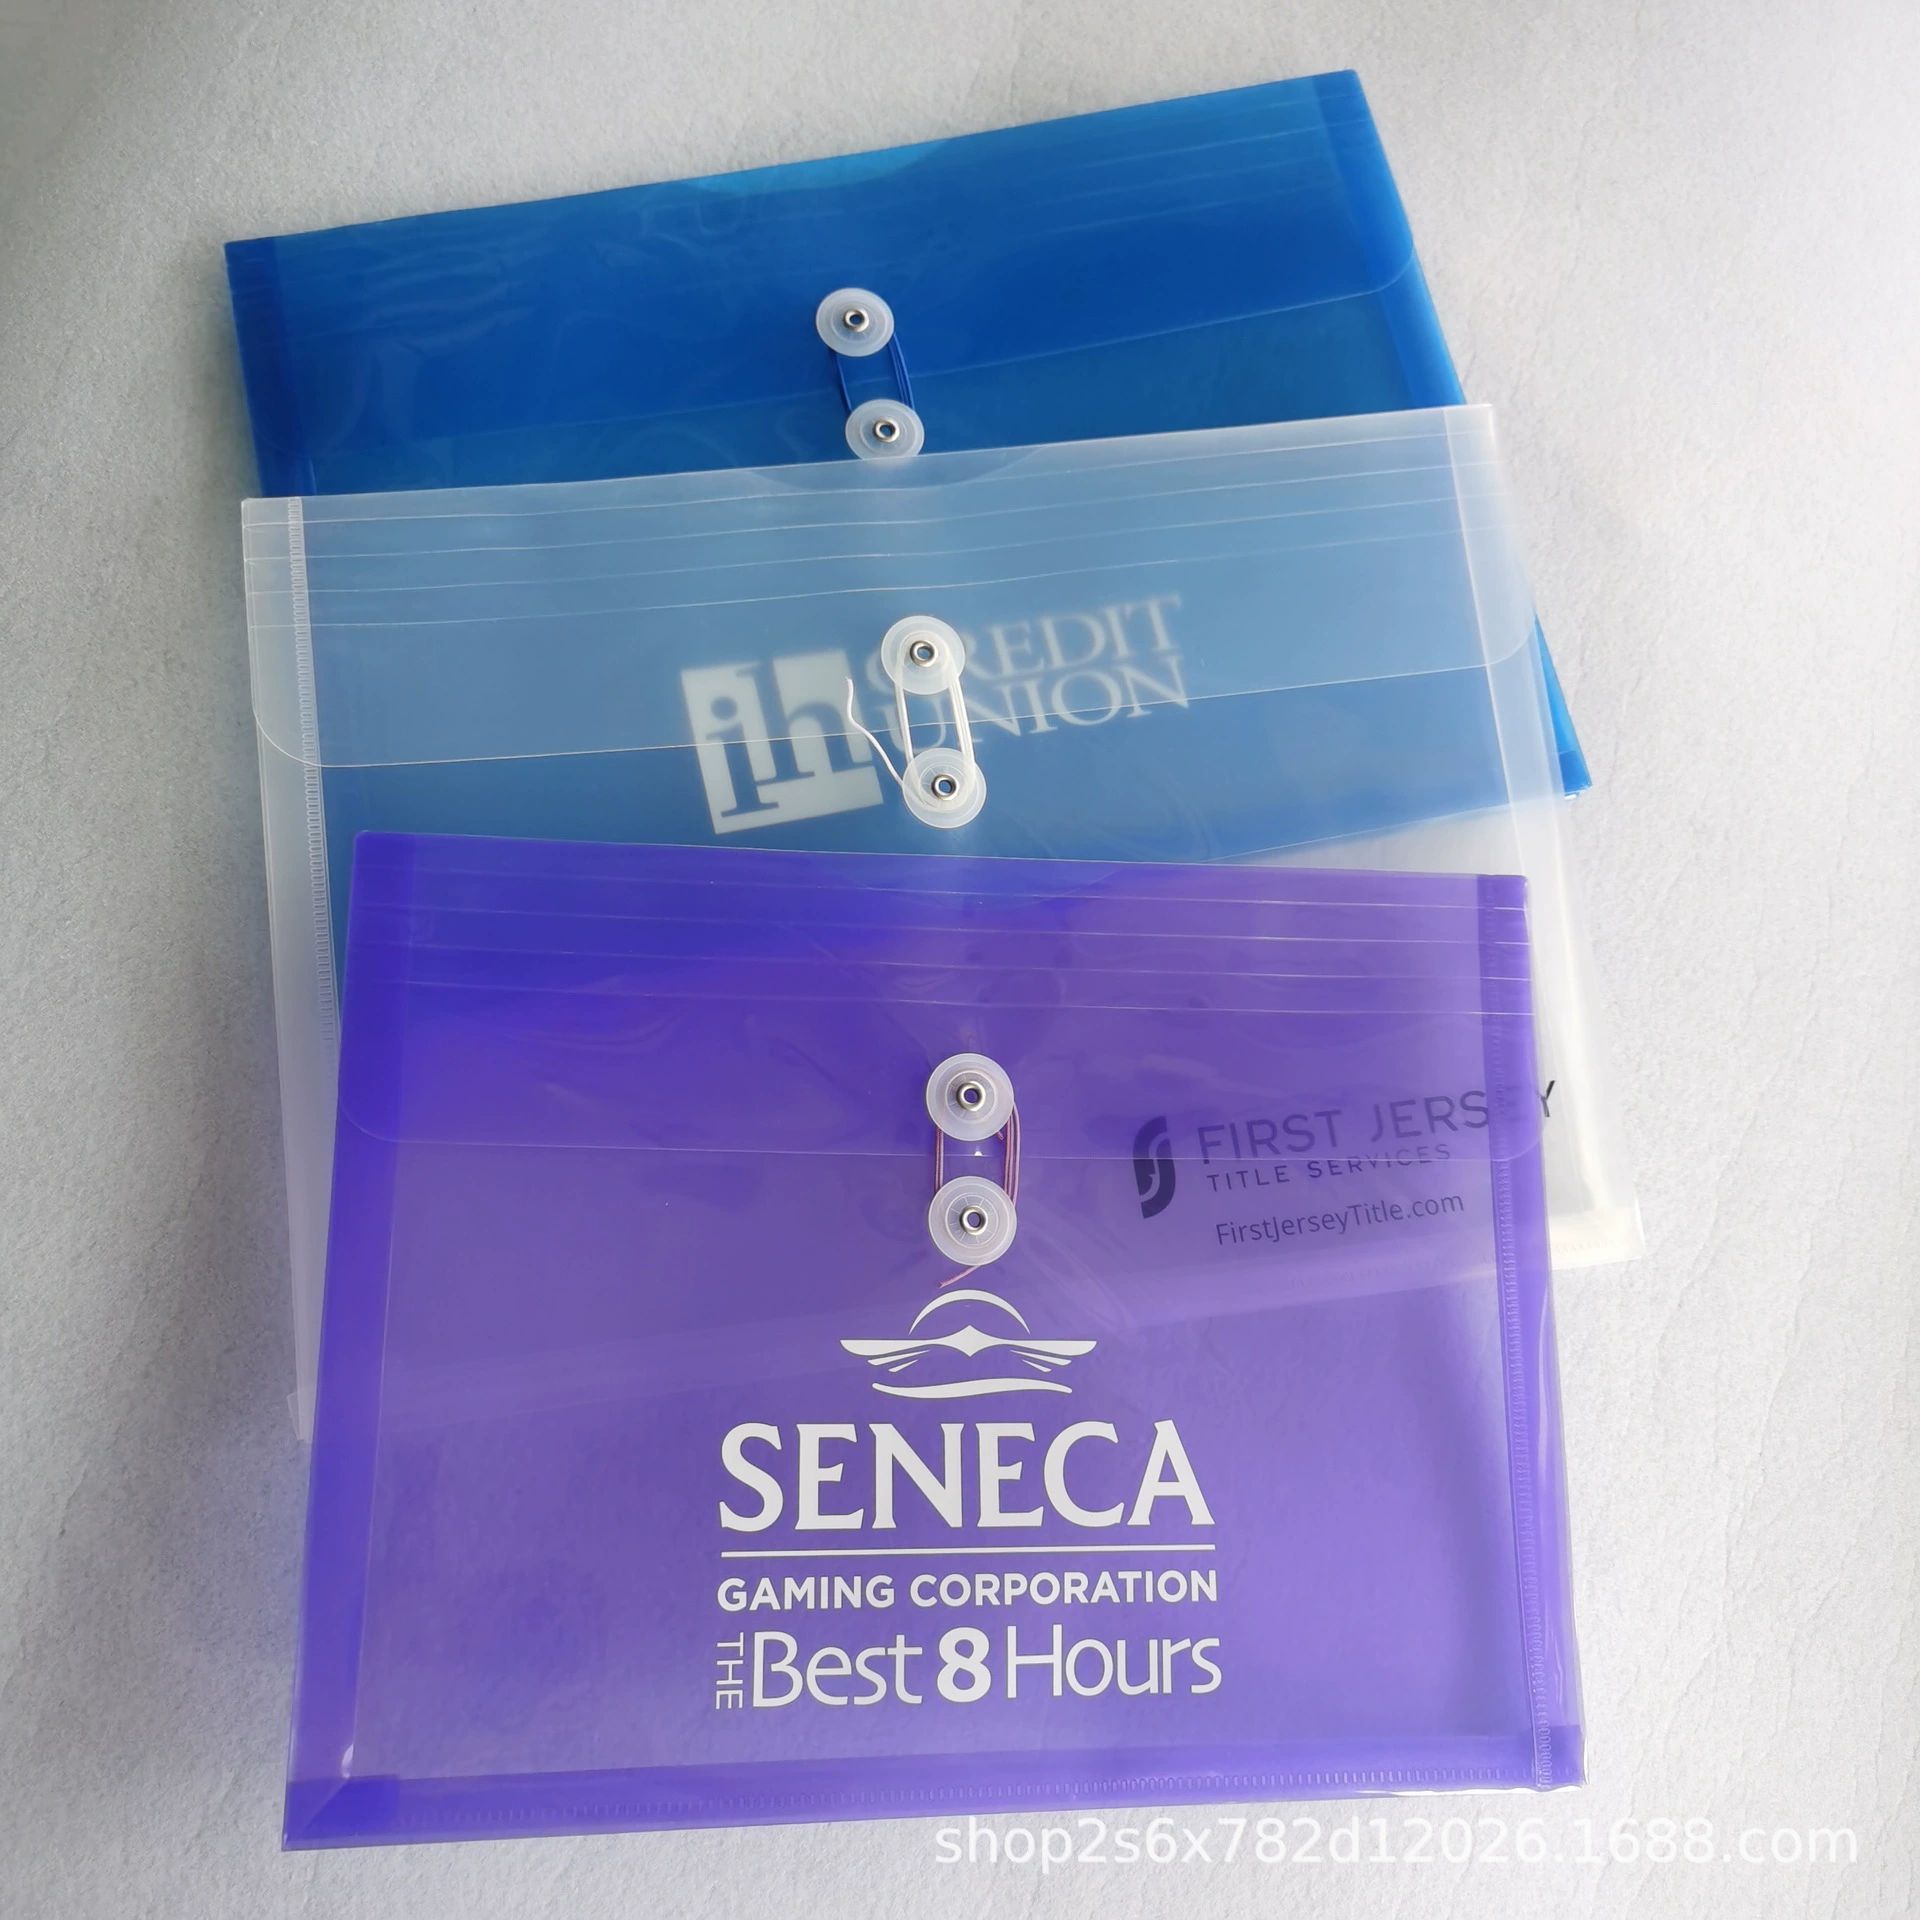 ih CREDIT
UNION
FIRST JERSEY
TITLE SERVICES
FirstJerseyTitle.com
SENECA
GAMING CORPORATION
THE Best 8 Hours
shop2s6x782d12026.1688.com